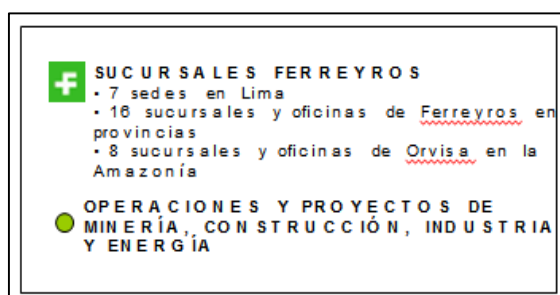 SUCURSALES FERREYROS
▪ 7 sedes en Lima
▪ 16 sucursales y oficinas de Ferreyros en
provincias
▪ 8 sucursales y oficinas de Orvisa en la
Amazonía
OPERACIONES Y PROYECTOS DE
MINERÍA, CONSTRUCCIÓN, INDUSTRIA
Y ENERGÍA